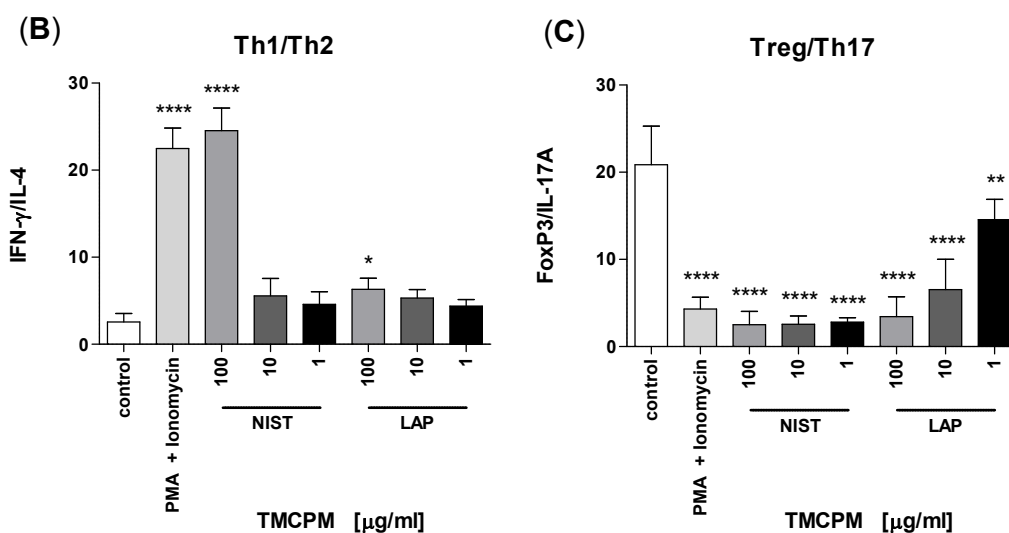 (B)
Th1/Th2
IFN-γ/IL-4
30
20
10
0
****
****
*
control
PMA + Ionomycin
100
10
1
100
10
1
NIST
LAP
TMCPM [μg/ml]
(C)
Treg/Th17
FoxP3/IL-17A
30
20
10
0
****
****
****
****
****
****
**
control
PMA + Ionomycin
100
10
1
100
10
1
NIST
LAP
TMCPM [μg/ml]